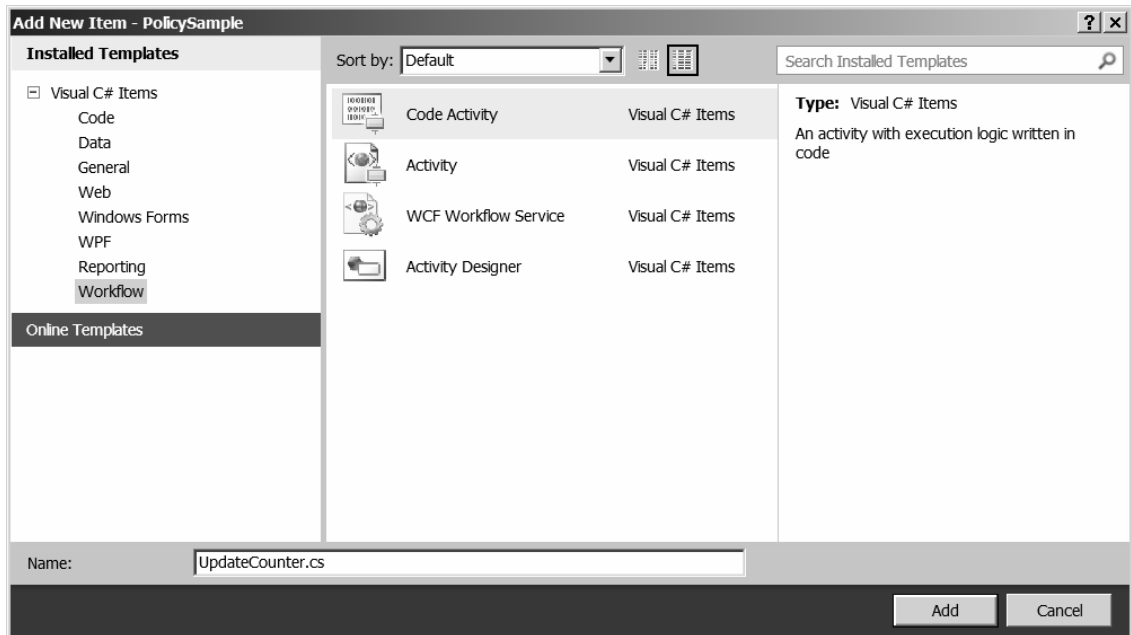 Add New Item - PolicySample
Installed Templates
Sort by: Default
Search Installed Templates
Visual C# Items
Code
Data
General
Web
Windows Forms
WPF
Reporting
Workflow
Online Templates
Code Activity Visual C# Items
Activity Visual C# Items
WCF Workflow Service Visual C# Items
Activity Designer Visual C# Items
Type: Visual C# Items
An activity with execution logic written in
code
Name: UpdateCounter.cs
Add Cancel